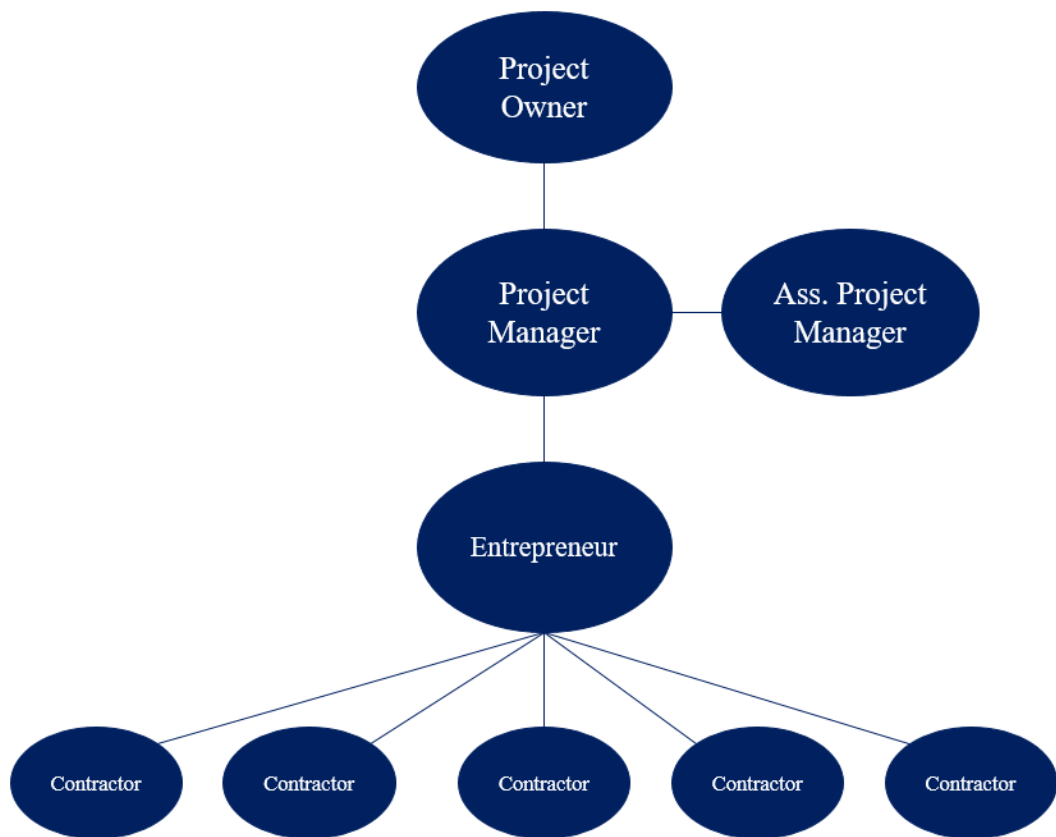 Project
Owner
Project
Manager
Ass. Project
Manager
Entrepreneur
Contractor
Contractor
Contractor
Contractor
Contractor